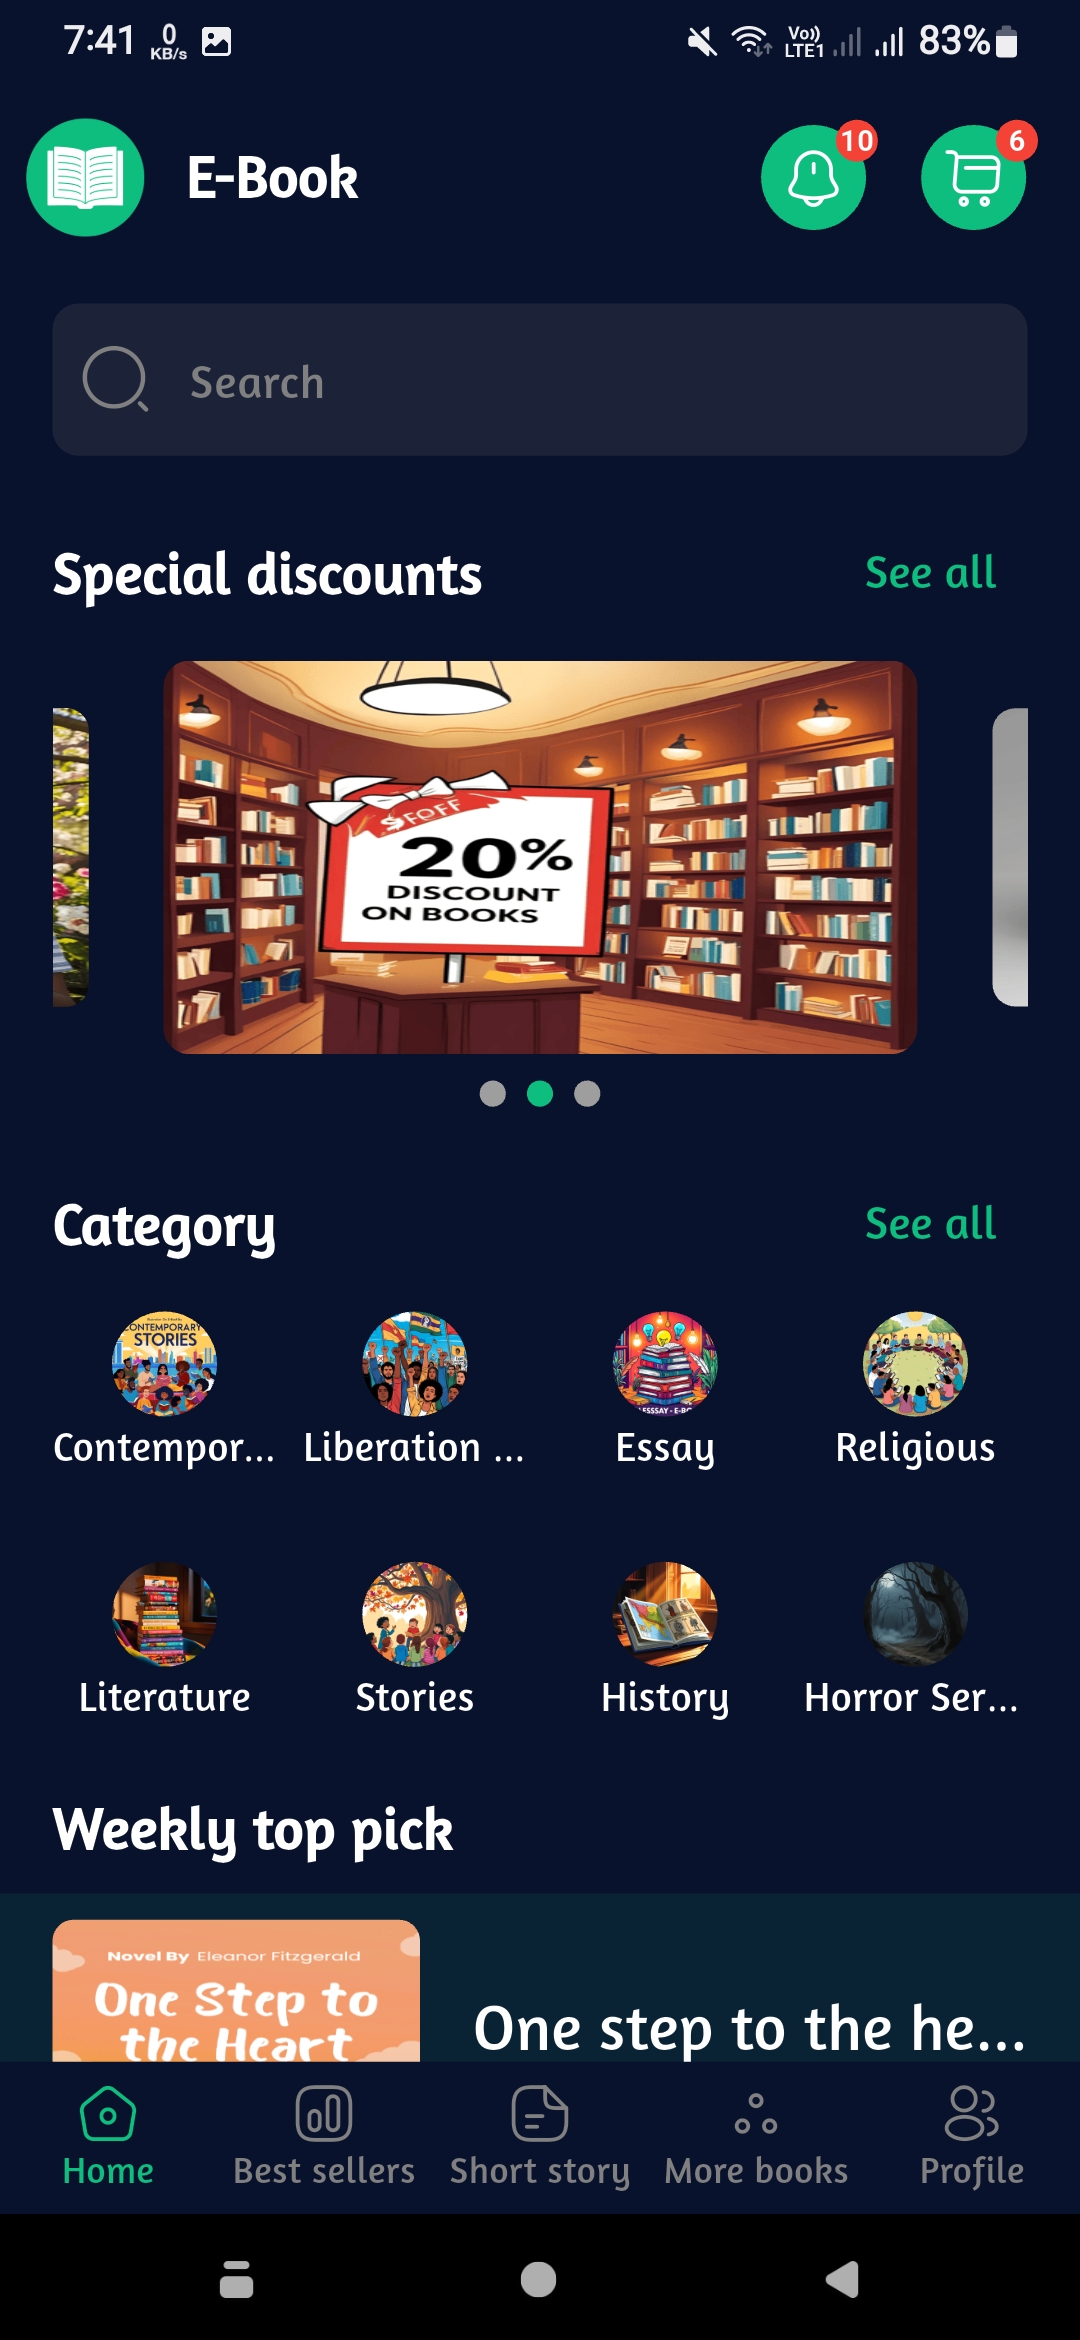 7:41 0 KB/s Vo)) LTE1 83%
E-Book 10 6
Search
Special discounts See all
$FOFF
20%
DISCOUNT
ON BOOKS
Category See all
CONTEMPORARY
STORIES
Contempor... Liberation ... Essay Religious
Literature Stories History Horror Ser...
Weekly top pick
Novel By Eleanor Fitzgerald
One Step to
the Heart
One step to the he...
Home Best sellers Short story More books Profile